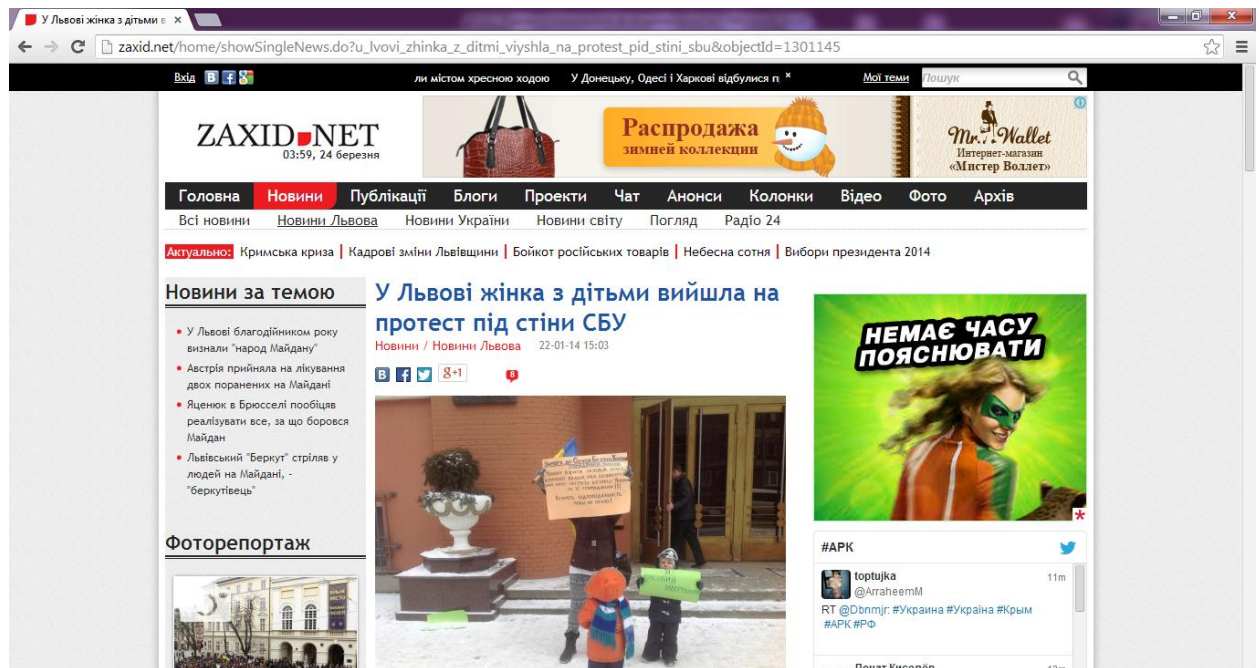 У Львові жінка з дітьми в
zaxid.net/home/showSingleNews.do?u_lvovi_zhinka_z_ditmi_viyshla_na_protest_pid_stini_sbu&objectId=1301145
Вхід
ли містом хресною ходою У Донецьку, Одесі і Харкові відбулися п
Мої теми
Пошук
ZAXID NET
03:59, 24 березня
Распродажа
зимней коллекции
Mr. Wallet
Интернет-магазин
«Мистер Воллет»
Головна Новини Публікації Блоги Проекти Чат Анонси Колонки Відео Фото Архів
Всі новини Новини Львова Новини України Новини світу Погляд Радіо 24
Актуально: Кримська криза | Кадрові зміни Львівщини | Бойкот російських товарів | Небесна сотня | Вибори президента 2014
Новини за темою
У Львові благодійником року
визнали "народ Майдану"
Австрія прийняла на лікування
двох поранених на Майдані
Яценюк в Брюсселі пообіцяв
реалізувати все, за що боровся
Майдан
Львівський "Беркут" стріляв у
людей на Майдані, -
"беркутівець"
Фоторепортаж
У Львові жінка з дітьми вийшла на
протест під стіни СБУ
Новини / Новини Львова 22-01-14 15:03
8+1
8
НЕМАЄ ЧАСУ
ПОЯСНЮВАТИ
#АРК
toptujka 11m
@ArraheemM
RT @Dbnmjr: #Украина #Україна #Крым
#АРК #РФ